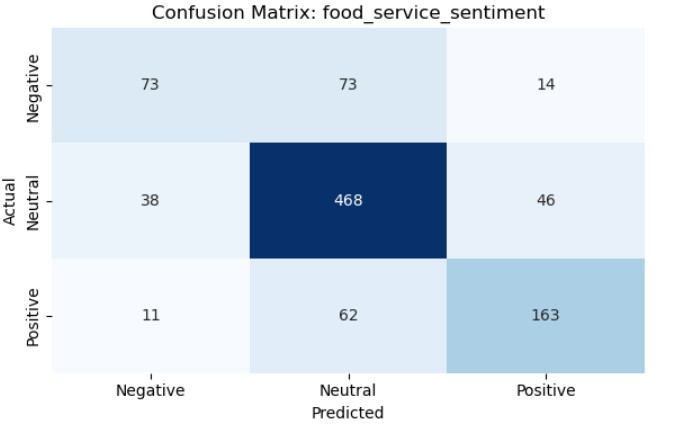 Confusion Matrix: food_service_sentiment
Actual
Negative
73 73 14
Neutral
38 468 46
Positive
11 62 163
Negative Neutral Positive
Predicted